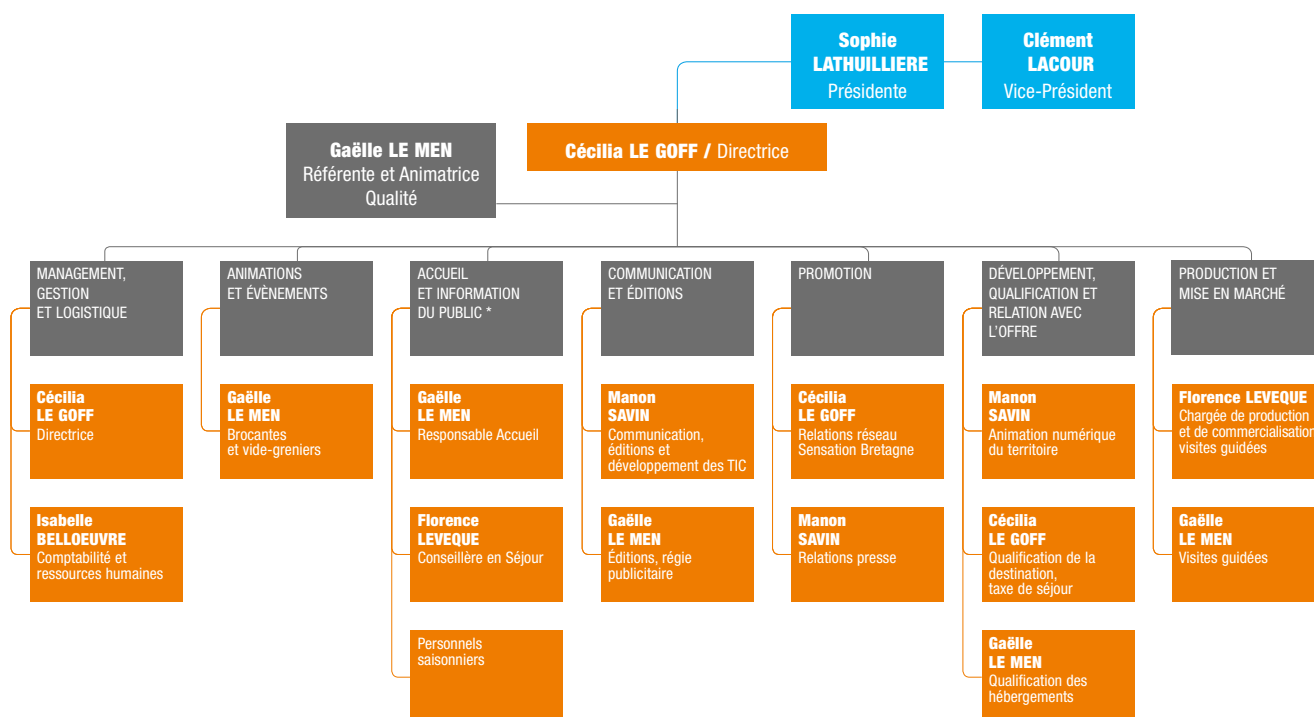 Sophie
LATHUILLIERE
Présidente
Clément
LACOUR
Vice-Président
Gaëlle LE MEN
Référente et Animatrice
Qualité
Cécilia LE GOFF / Directrice
MANAGEMENT,
GESTION
ET LOGISTIQUE
Cécilia
LE GOFF
Directrice
Isabelle
BELLOEUVRE
Comptabilité et
ressources humaines
ANIMATIONS
ET ÉVÈNEMENTS
Gaëlle
LE MEN
Brocantes
et vide-greniers
ACCUEIL
ET INFORMATION
DU PUBLIC *
Gaëlle
LE MEN
Responsable Accueil
Florence
LEVEQUE
Conseillère en Séjour
Personnels
saisonniers
COMMUNICATION
ET ÉDITIONS
Manon
SAVIN
Communication,
éditions et
développement des TIC
Gaëlle
LE MEN
Éditions, régie
publicitaire
PROMOTION
Cécilia
LE GOFF
Relations réseau
Sensation Bretagne
Manon
SAVIN
Relations presse
DÉVELOPPEMENT,
QUALIFICATION ET
RELATION AVEC
L'OFFRE
Manon
SAVIN
Animation numérique
du territoire
Cécilia
LE GOFF
Qualification de la
destination,
taxe de séjour
Gaëlle
LE MEN
Qualification des
hébergements
PRODUCTION ET
MISE EN MARCHÉ
Florence LEVEQUE
Chargée de production
et de commercialisation
visites guidées
Gaëlle
LE MEN
Visites guidées